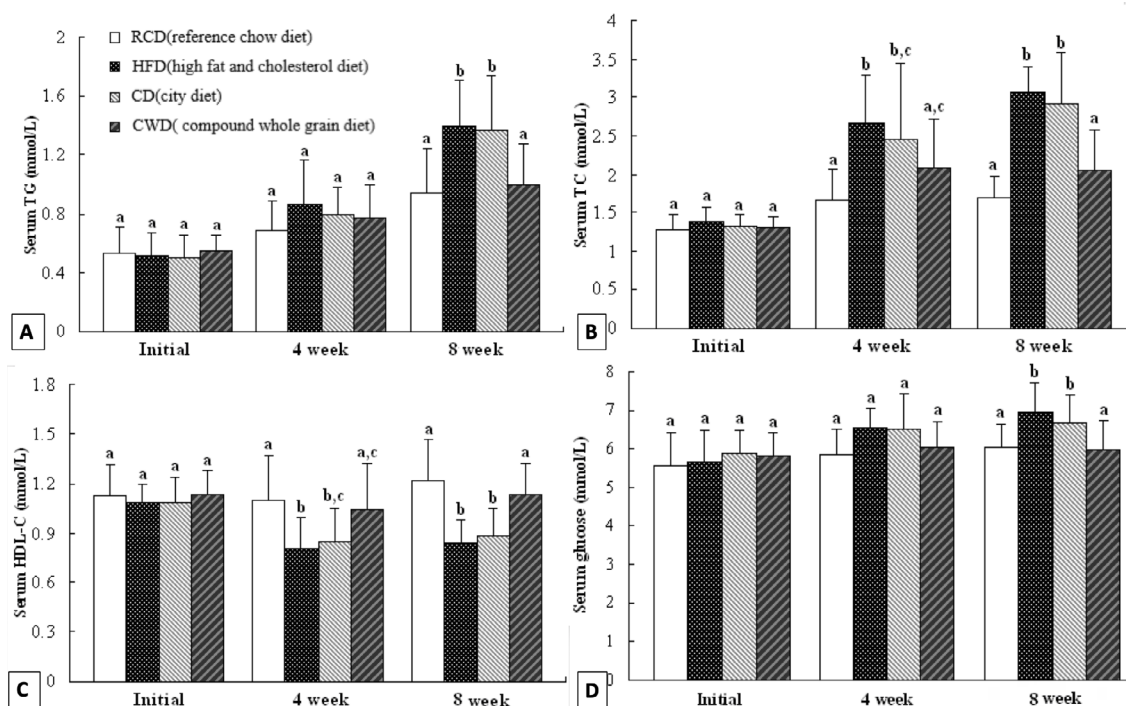 2
1.6
1.2
0.8
0.4
0
Serum TG (mmol/L)
RCD(reference chow diet)
HFD(high fat and cholesterol diet)
CD(city diet)
CWD( compound whole grain diet)
a a a a
a a a a
a b b a
Initial 4 week 8 week
A
4
3.5
3
2.5
2
1.5
1
0.5
0
Serum TC (mmol/L)
a a a a
a b b,c a,c
a b b a
Initial 4 week 8 week
B
1.8
1.5
1.2
0.9
0.6
0.3
0
Serum HDL-C (mmol/L)
a a a a
a b b,c a,c
a b b a
Initial 4 week 8 week
C
8
7
6
5
4
3
2
1
0
Serum glucose (mmol/L)
a a a a
a a a a
a b b a
Initial 4 week 8 week
D